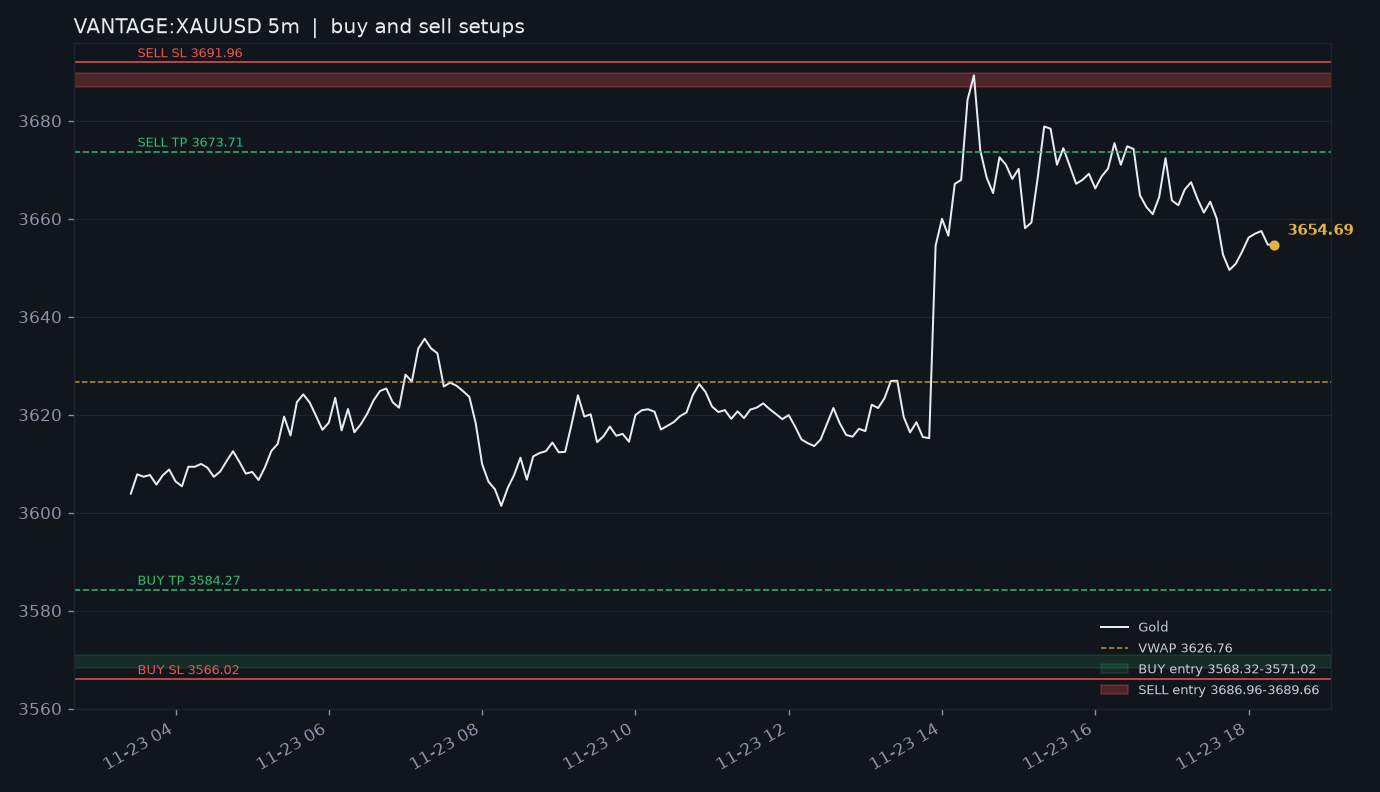 VANTAGE:XAUUSD 5m | buy and sell setups
SELL SL 3691.96
3680
SELL TP 3673.71
3660
3654.69
3640
3620
3600
BUY TP 3584.27
3580
Gold
VWAP 3626.76
BUY SL 3566.02
BUY entry 3568.32-3571.02
SELL entry 3686.96-3689.66
3560
11-23 04
11-23 06
11-23 08
11-23 10
11-23 12
11-23 14
11-23 16
11-23 18